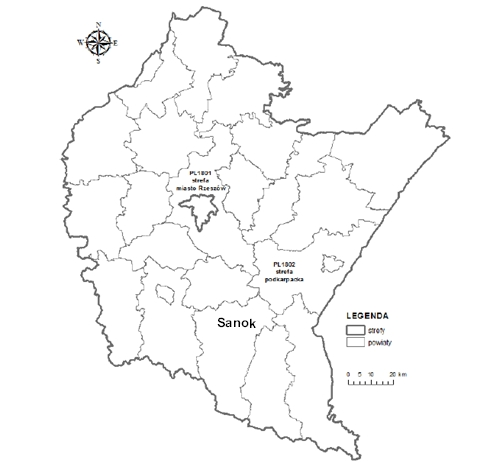 N
W E
S
PL1801
strefa
miasto Rzeszów
PL1802
strefa
podkarpacka
Sanok
LEGENDA
strefy
powiaty
0 5 10 20 km